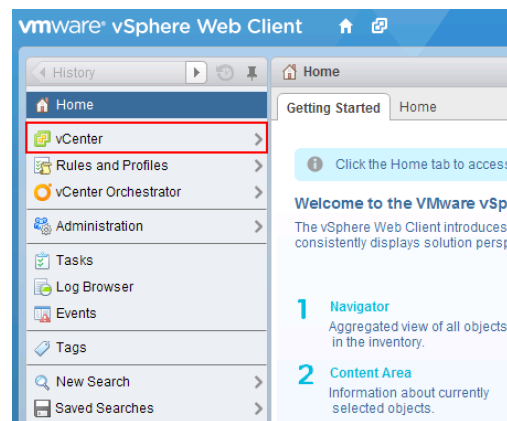 vmware® vSphere Web Client
History
Home
vCenter
Rules and Profiles
vCenter Orchestrator
Administration
Tasks
Log Browser
Events
Tags
New Search
Saved Searches
Home
Getting Started Home
Click the Home tab to access
Welcome to the VMware
The vSphere Web Client introduces
consistently displays solution
1 Navigator
Aggregated view of all objects
in the inventory.
2 Content Area
Information about currently
selected objects.